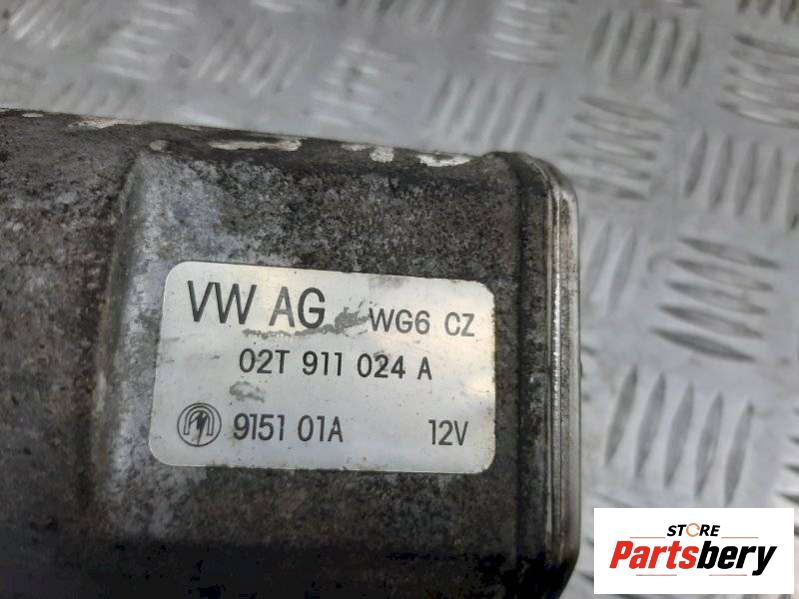 VW AG WG6 CZ
02T 911 024 A
9151 01A 12V
STORE
Partsbery